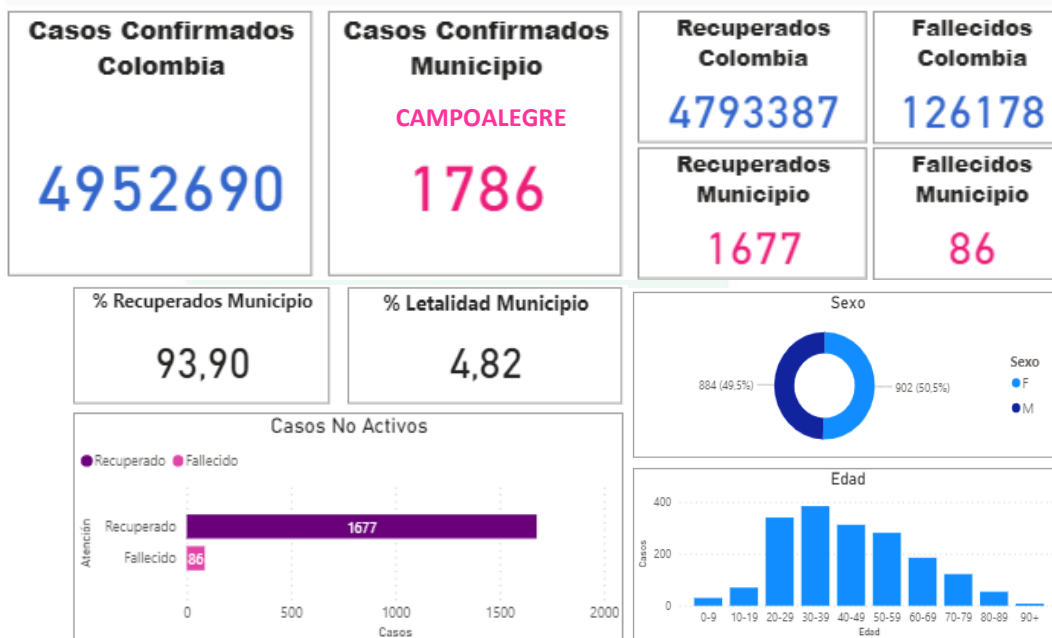 Casos Confirmados
Colombia
4952690
Casos Confirmados
Municipio
CAMPOALEGRE
1786
Recuperados
Colombia
4793387
Fallecidos
Colombia
126178
Recuperados
Municipio
1677
Fallecidos
Municipio
86
% Recuperados Municipio
93,90
% Letalidad Municipio
4,82
Sexo
884 (49,5%)
902 (50,5%)
Sexo
F
M
Casos No Activos
Recuperado Fallecido
Atención
Recuperado
1677
Fallecido
86
0 500 1000 1500 2000
Casos
Edad
Casos
400
200
0
0-9 10-19 20-29 30-39 40-49 50-59 60-69 70-79 80-89 90+
Edad